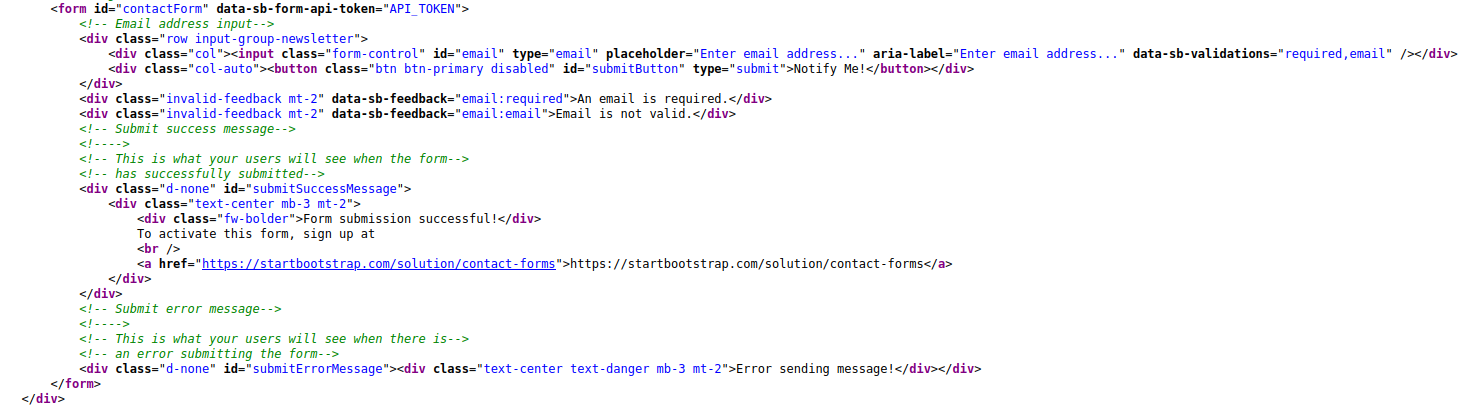 <form id="contactForm" data-sb-form-api-token="API_TOKEN">
<!-- Email address input-->
<div class="row input-group-newsletter">
<div class="col"><input class="form-control" id="email" type="email" placeholder="Enter email address..." aria-label="Enter email address..." data-sb-validations="required,email" /></div>
<div class="col-auto"><button class="btn btn-primary disabled" id="submitButton" type="submit">Notify Me!</button></div>
</div>
<div class="invalid-feedback mt-2" data-sb-feedback="email:required">An email is required.</div>
<div class="invalid-feedback mt-2" data-sb-feedback="email:email">Email is not valid.</div>
<!-- Submit success message-->
<!---->
<!-- This is what your users will see when the form-->
<!-- has successfully submitted-->
<div class="d-none" id="submitSuccessMessage">
<div class="text-center mb-3 mt-2">
<div class="fw-bolder">Form submission successful!</div>
To activate this form, sign up at
<br />
<a href="https://startbootstrap.com/solution/contact-forms">https://startbootstrap.com/solution/contact-forms</a>
</div>
</div>
<!-- Submit error message-->
<!---->
<!-- This is what your users will see when there is-->
<!-- an error submitting the form-->
<div class="d-none" id="submitErrorMessage"><div class="text-center text-danger mb-3 mt-2">Error sending message!</div></div>
</form>
</div>